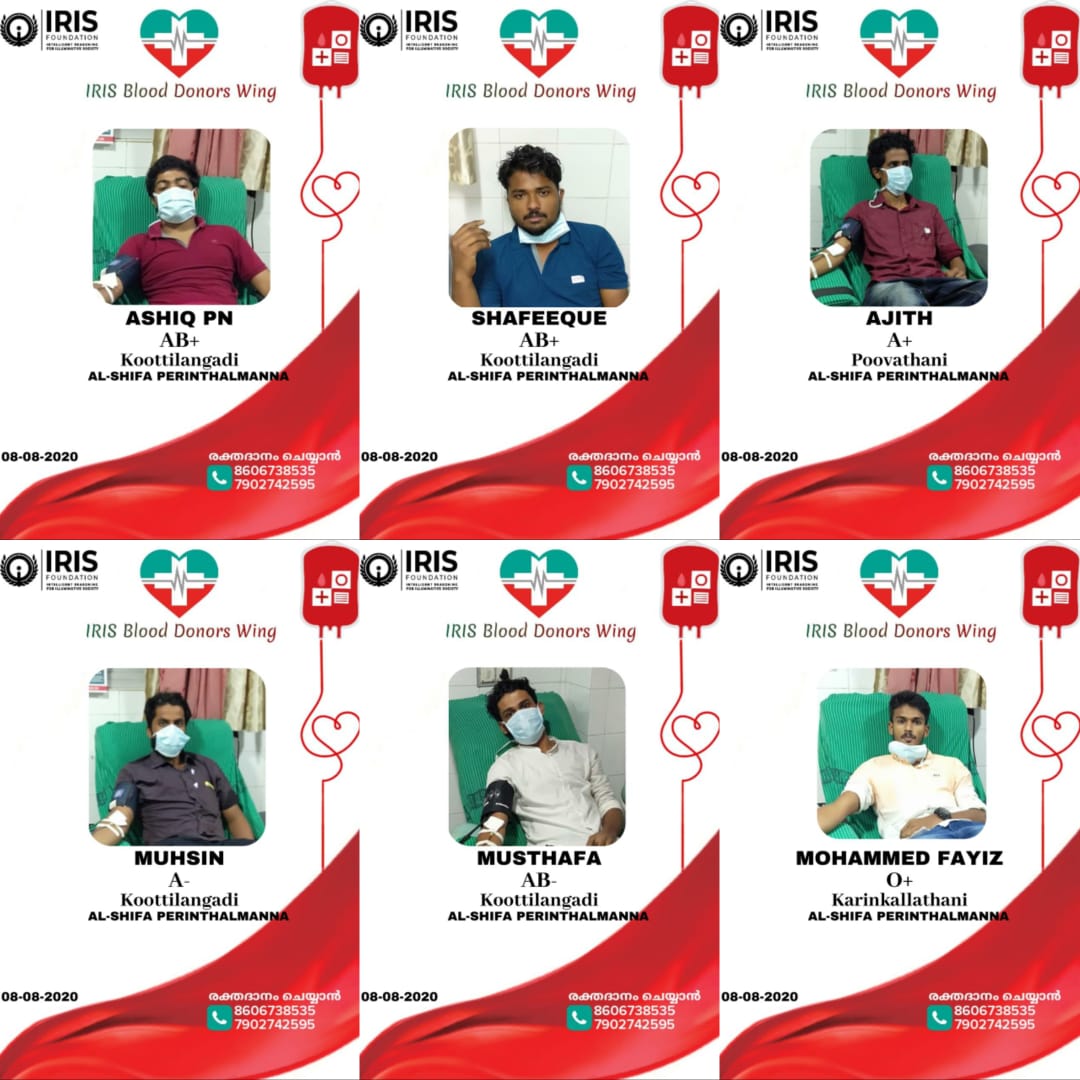 IRIS
FOUNDATION
INTELLIGENT REASONING
FOR ILLUMINATIVE SOCIETY
IRIS Blood Donors Wing
ASHIQ PN
AB+
Koottilangadi
AL-SHIFA PERINTHALMANNA
08-08-2020
രക്തദാനം ചെയ്യാൻ
8606738535
7902742595
IRIS
FOUNDATION
INTELLIGENT REASONING
FOR ILLUMINATIVE SOCIETY
IRIS Blood Donors Wing
SHAFEEQUE
AB+
Koottilangadi
AL-SHIFA PERINTHALMANNA
08-08-2020
രക്തദാനം ചെയ്യാൻ
8606738535
7902742595
IRIS
FOUNDATION
INTELLIGENT REASONING
FOR ILLUMINATIVE SOCIETY
IRIS Blood Donors Wing
AJITH
A+
Poovathani
AL-SHIFA PERINTHALMANNA
08-08-2020
രക്തദാനം ചെയ്യാൻ
8606738535
7902742595
IRIS
FOUNDATION
INTELLIGENT REASONING
FOR ILLUMINATIVE SOCIETY
IRIS Blood Donors Wing
MUHSIN
A-
Koottilangadi
AL-SHIFA PERINTHALMANNA
08-08-2020
രക്തദാനം ചെയ്യാൻ
8606738535
7902742595
IRIS
FOUNDATION
INTELLIGENT REASONING
FOR ILLUMINATIVE SOCIETY
IRIS Blood Donors Wing
MUSTHAFA
AB-
Koottilangadi
AL-SHIFA PERINTHALMANNA
08-08-2020
രക്തദാനം ചെയ്യാൻ
8606738535
7902742595
IRIS
FOUNDATION
INTELLIGENT REASONING
FOR ILLUMINATIVE SOCIETY
IRIS Blood Donors Wing
MOHAMMED FAYIZ
O+
Karinkallathani
AL-SHIFA PERINTHALMANNA
08-08-2020
രക്തദാനം ചെയ്യാൻ
8606738535
7902742595